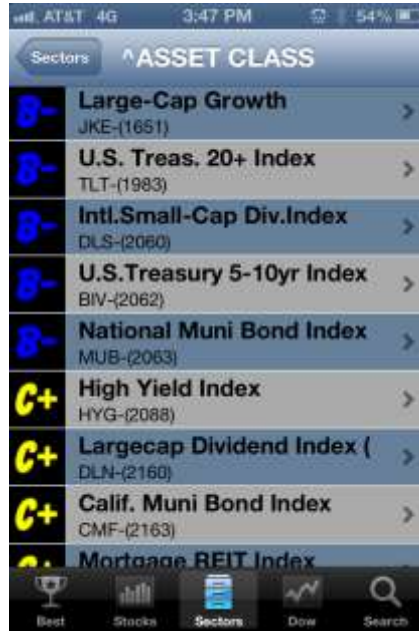 AT&T 4G 3:47 PM 54%
Sectors ^ASSET CLASS
B- Large-Cap Growth
JKE-(1651)
B- U.S. Treas. 20+ Index
TLT-(1983)
B- Intl.Small-Cap Div.Index
DLS-(2060)
B- U.S.Treasury 5-10yr Index
BIV-(2062)
B- National Muni Bond Index
MUB-(2063)
C+ High Yield Index
HYG-(2088)
C+ Largecap Dividend Index (
DLN-(2160)
C+ Calif. Muni Bond Index
CMF-(2163)
C+ Mortgage REIT Index
Best Stocks Sectors Dow Search